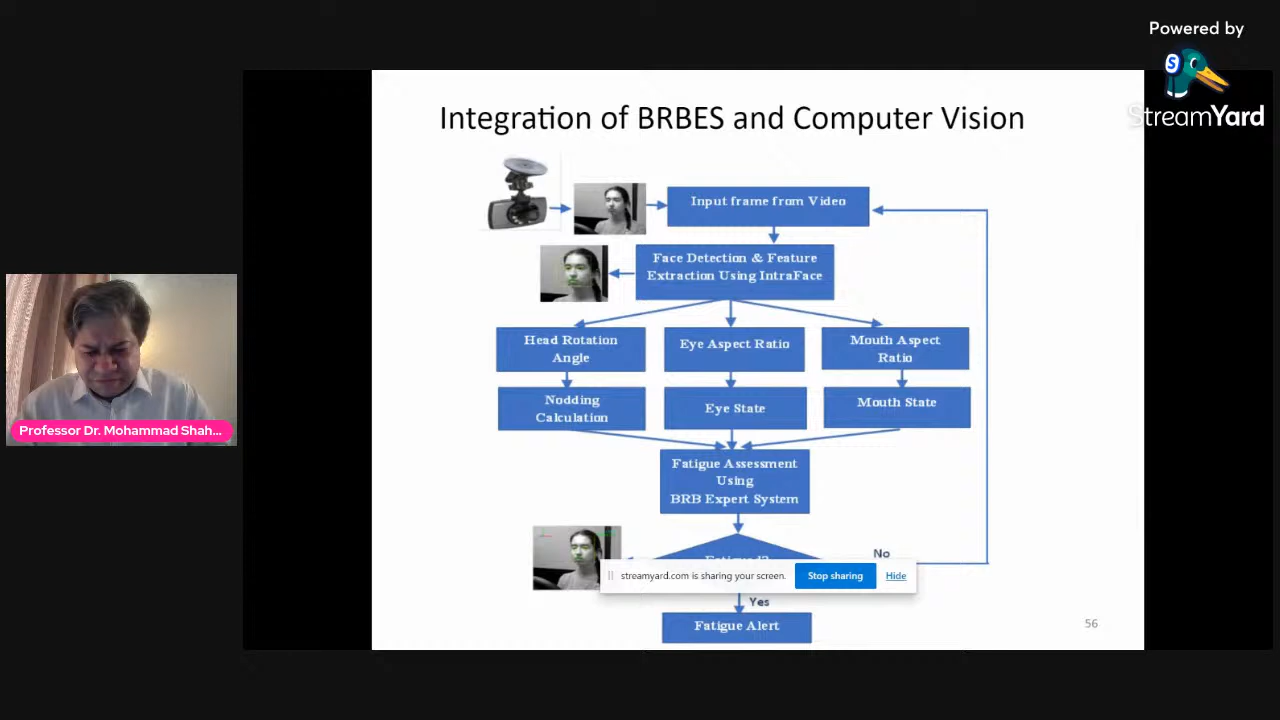 Powered by
StreamYard
Integration of BRBES and Computer Vision
Input frame from Video
Face Detection & Feature
Extraction Using IntraFace
Head Rotation
Angle
Eye Aspect Ratio
Mouth Aspect
Ratio
Nodding
Calculation
Eye State
Mouth State
Fatigue Assessment
Using
BRB Expert System
No
streamyard.com is sharing your screen.
Stop sharing
Hide
Yes
Fatigue Alert
56
Professor Dr. Mohammad Shah...